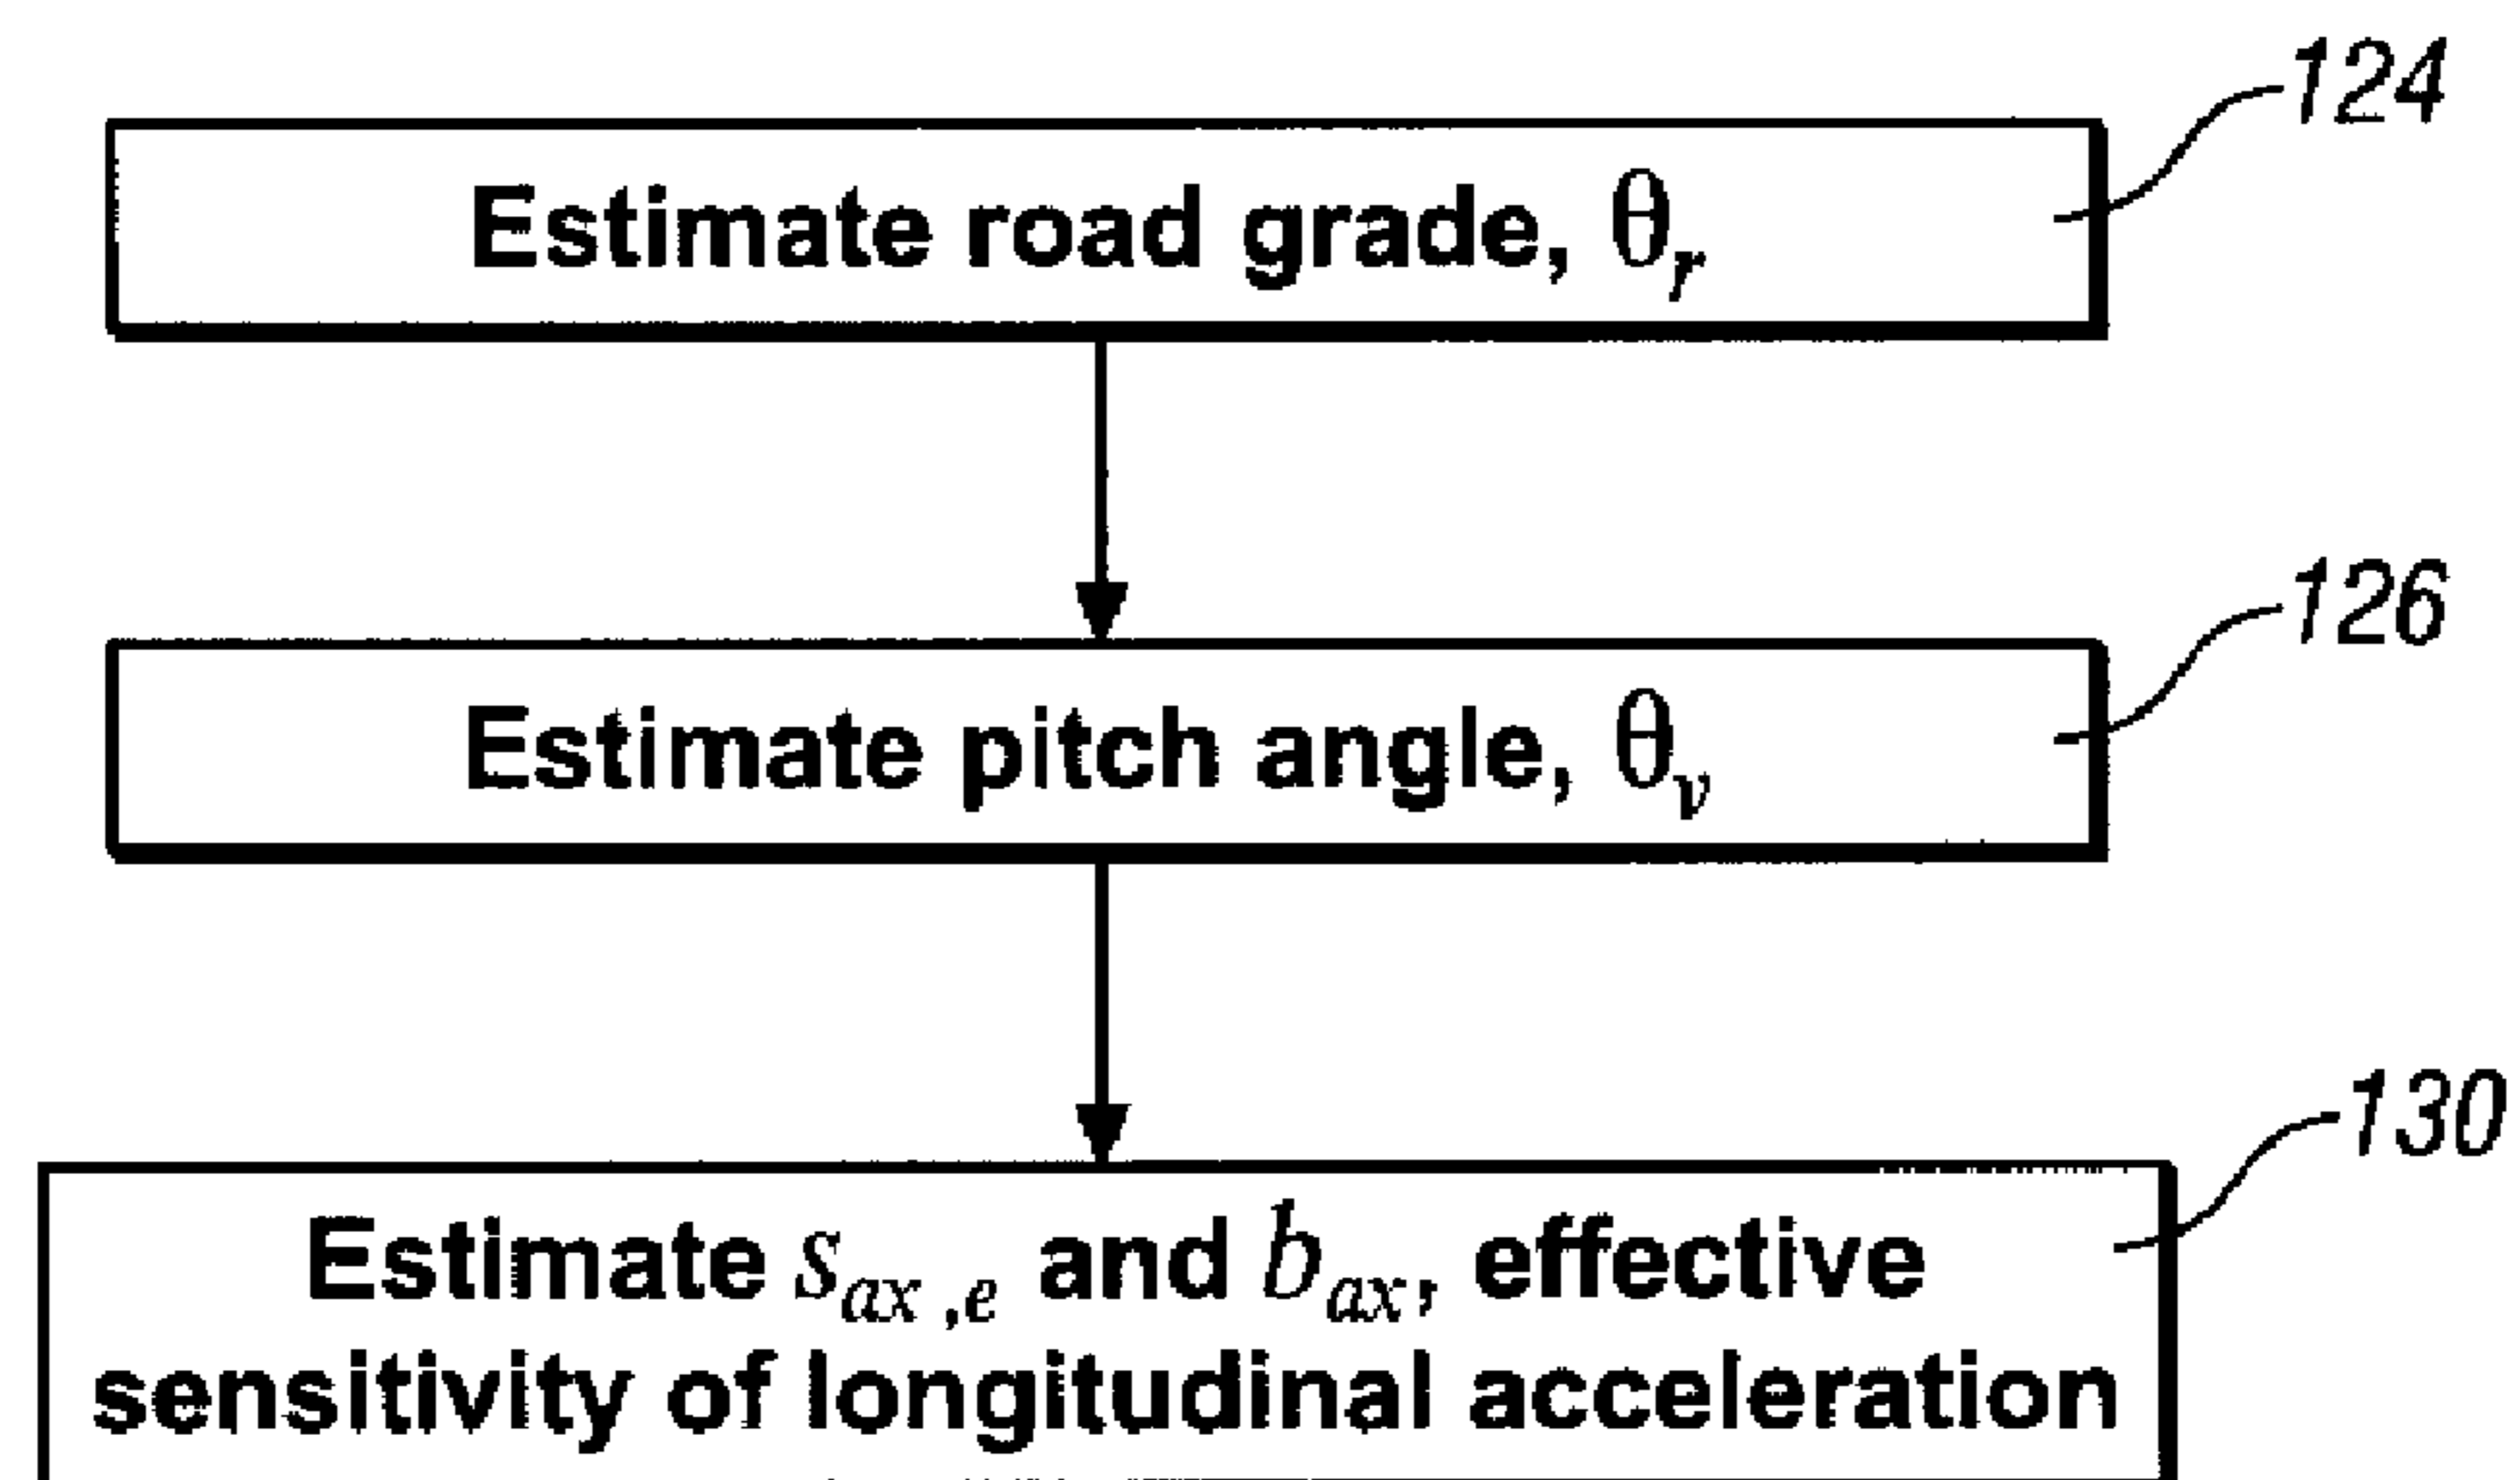 124
Estimate road grade, θr
126
Estimate pitch angle, θv
130
Estimate sax,e and bax, effective
sensitivity of longitudinal acceleration